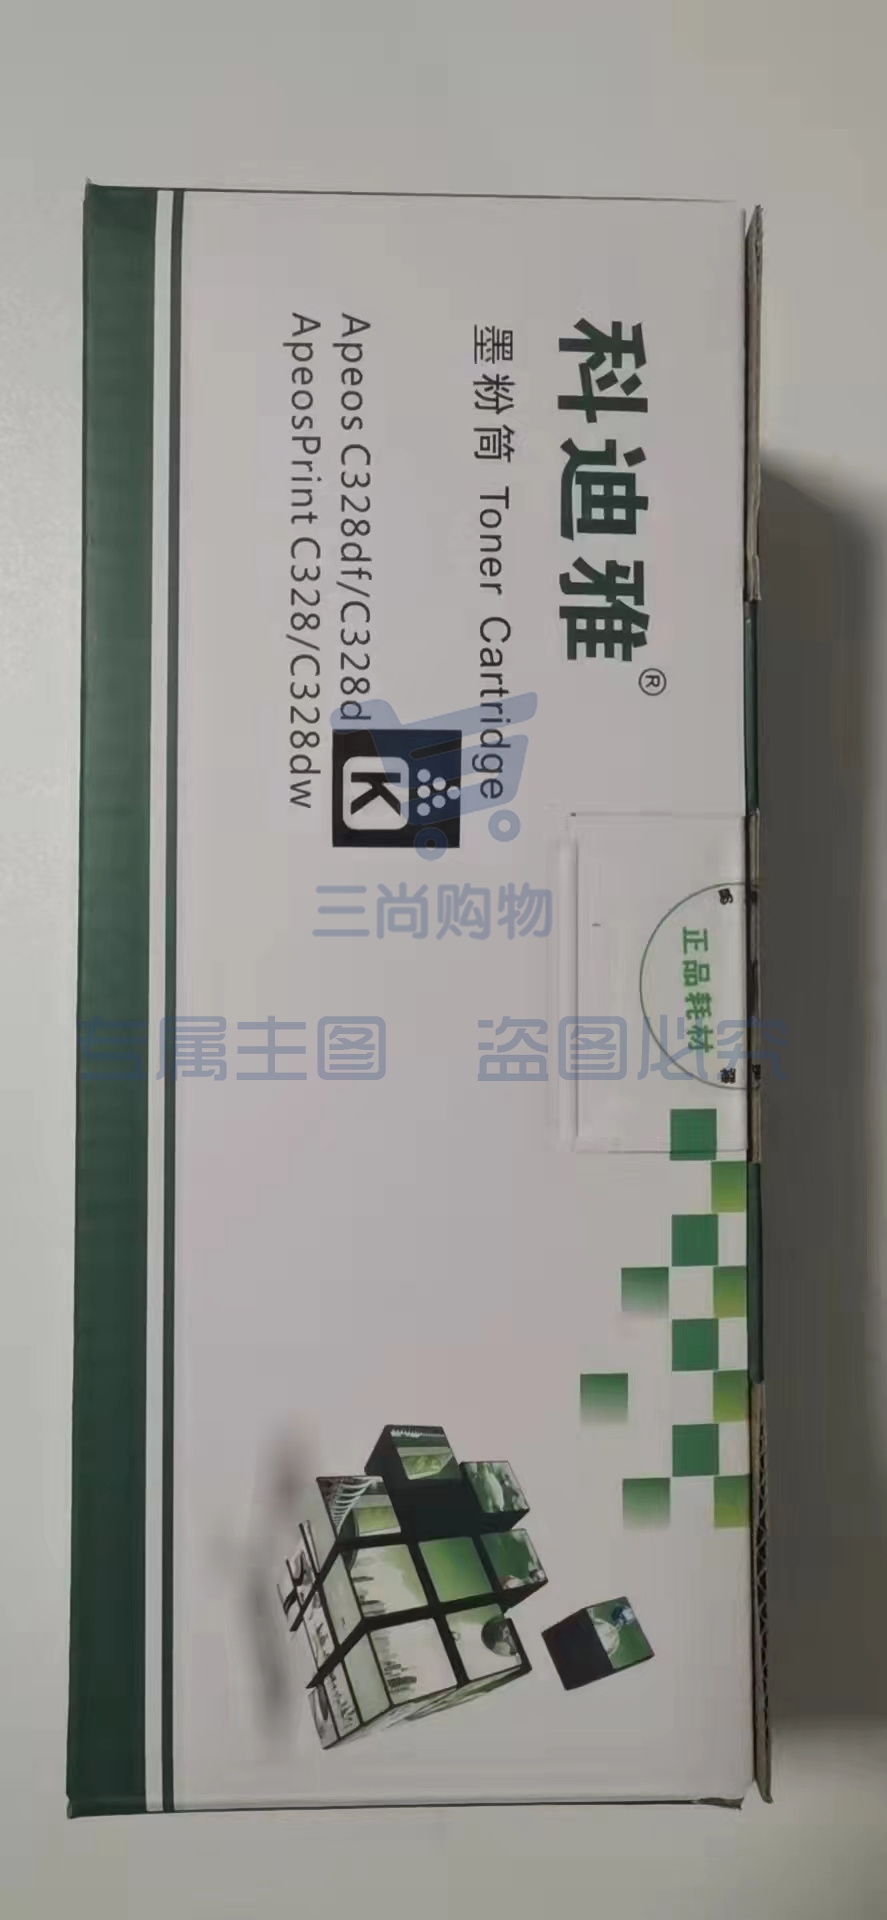 科迪雅®
墨粉筒 Toner Cartridge
Apeos C328df/C328d
ApeosPrint C328/C328dw
K
正品耗材
三尚购物
专属主图 盗图必究